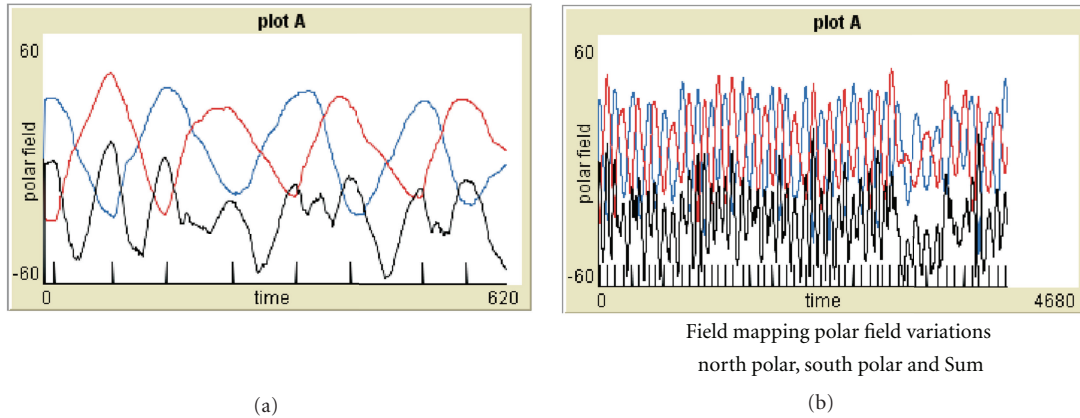 plot A
60
polar field
-60
0 time 620
(a)
plot A
60
polar field
-60
0 time 4680
Field mapping polar field variations
north polar, south polar and Sum
(b)